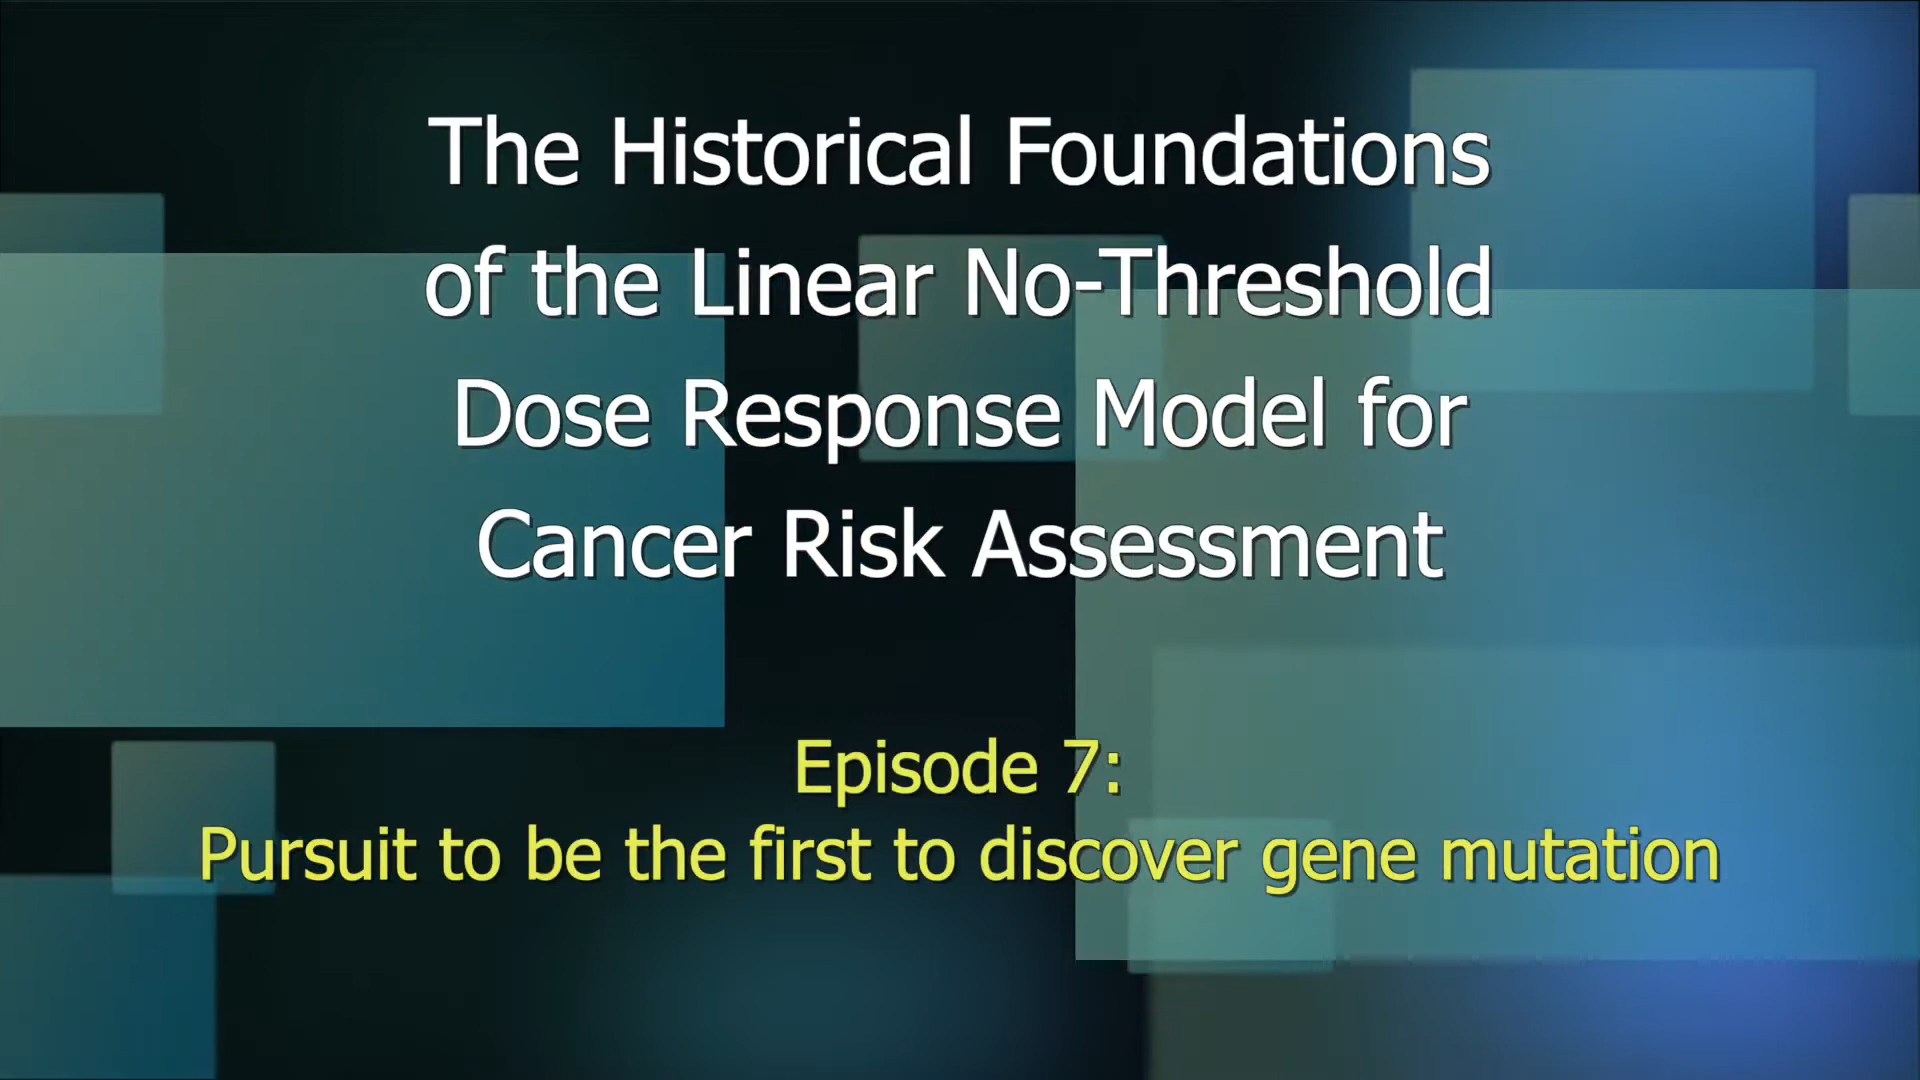 The Historical Foundations
of the Linear No-Threshold
Dose Response Model for
Cancer Risk Assessment
Episode 7:
Pursuit to be the first to discover gene mutation